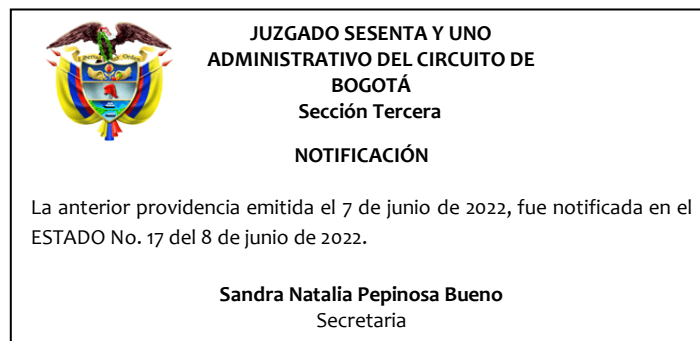 JUZGADO SESENTA Y UNO
ADMINISTRATIVO DEL CIRCUITO DE
BOGOTÁ
Sección Tercera
NOTIFICACIÓN
La anterior providencia emitida el 7 de junio de 2022, fue notificada en el
ESTADO No. 17 del 8 de junio de 2022.
Sandra Natalia Pepinosa Bueno
Secretaria